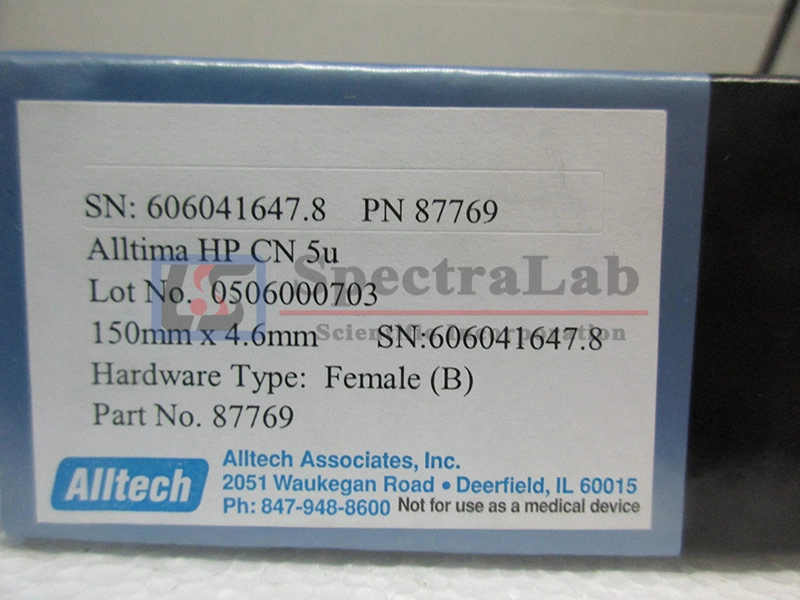 SN: 606041647.8 PN 87769
Alltima HP CN 5u
SpectraLab
Lot No. 0506000703
Scientific Incorporation
150mm x 4.6mm SN:606041647.8
Hardware Type: Female (B)
Part No. 87769
Alltech
Alltech Associates, Inc.
2051 Waukegan Road • Deerfield, IL 60015
Ph: 847-948-8600 Not for use as a medical device